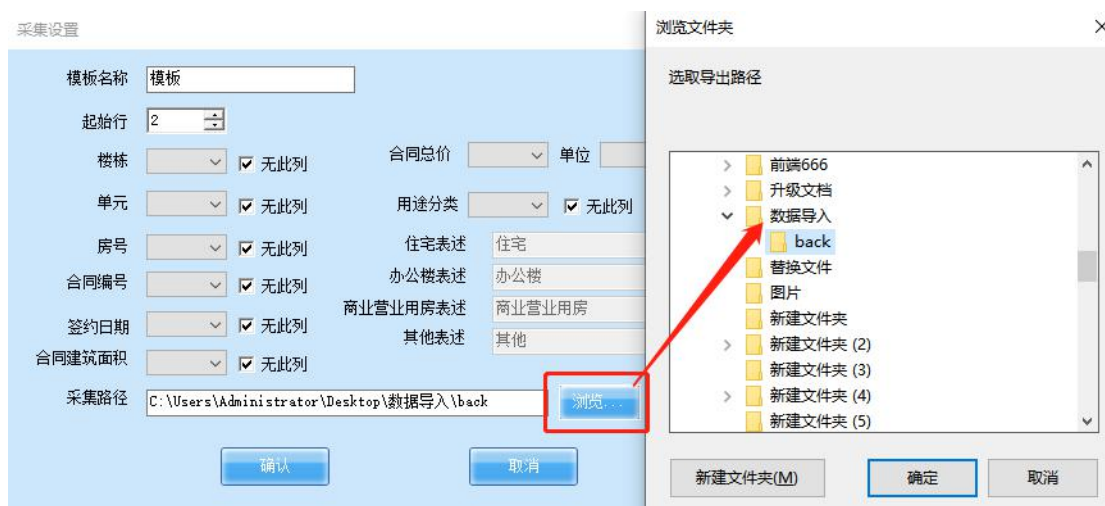 采集设置
模板名称 模板
起始行 2
楼栋 无此列 合同总价 单位
单元 无此列 用途分类 无此列
房号 无此列 住宅表述 住宅
合同编号 无此列 办公楼表述 办公楼
签约日期 无此列 商业营业用房表述 商业营业用房
合同建筑面积 无此列 其他表述 其他
采集路径 C:\Users\Administrator\Desktop\数据导入\back 浏览...
确认 取消
浏览文件夹
选取导出路径
前端666
升级文档
数据导入
back
替换文件
图片
新建文件夹
新建文件夹 (2)
新建文件夹 (3)
新建文件夹 (4)
新建文件夹 (5)
新建文件夹(M) 确定 取消